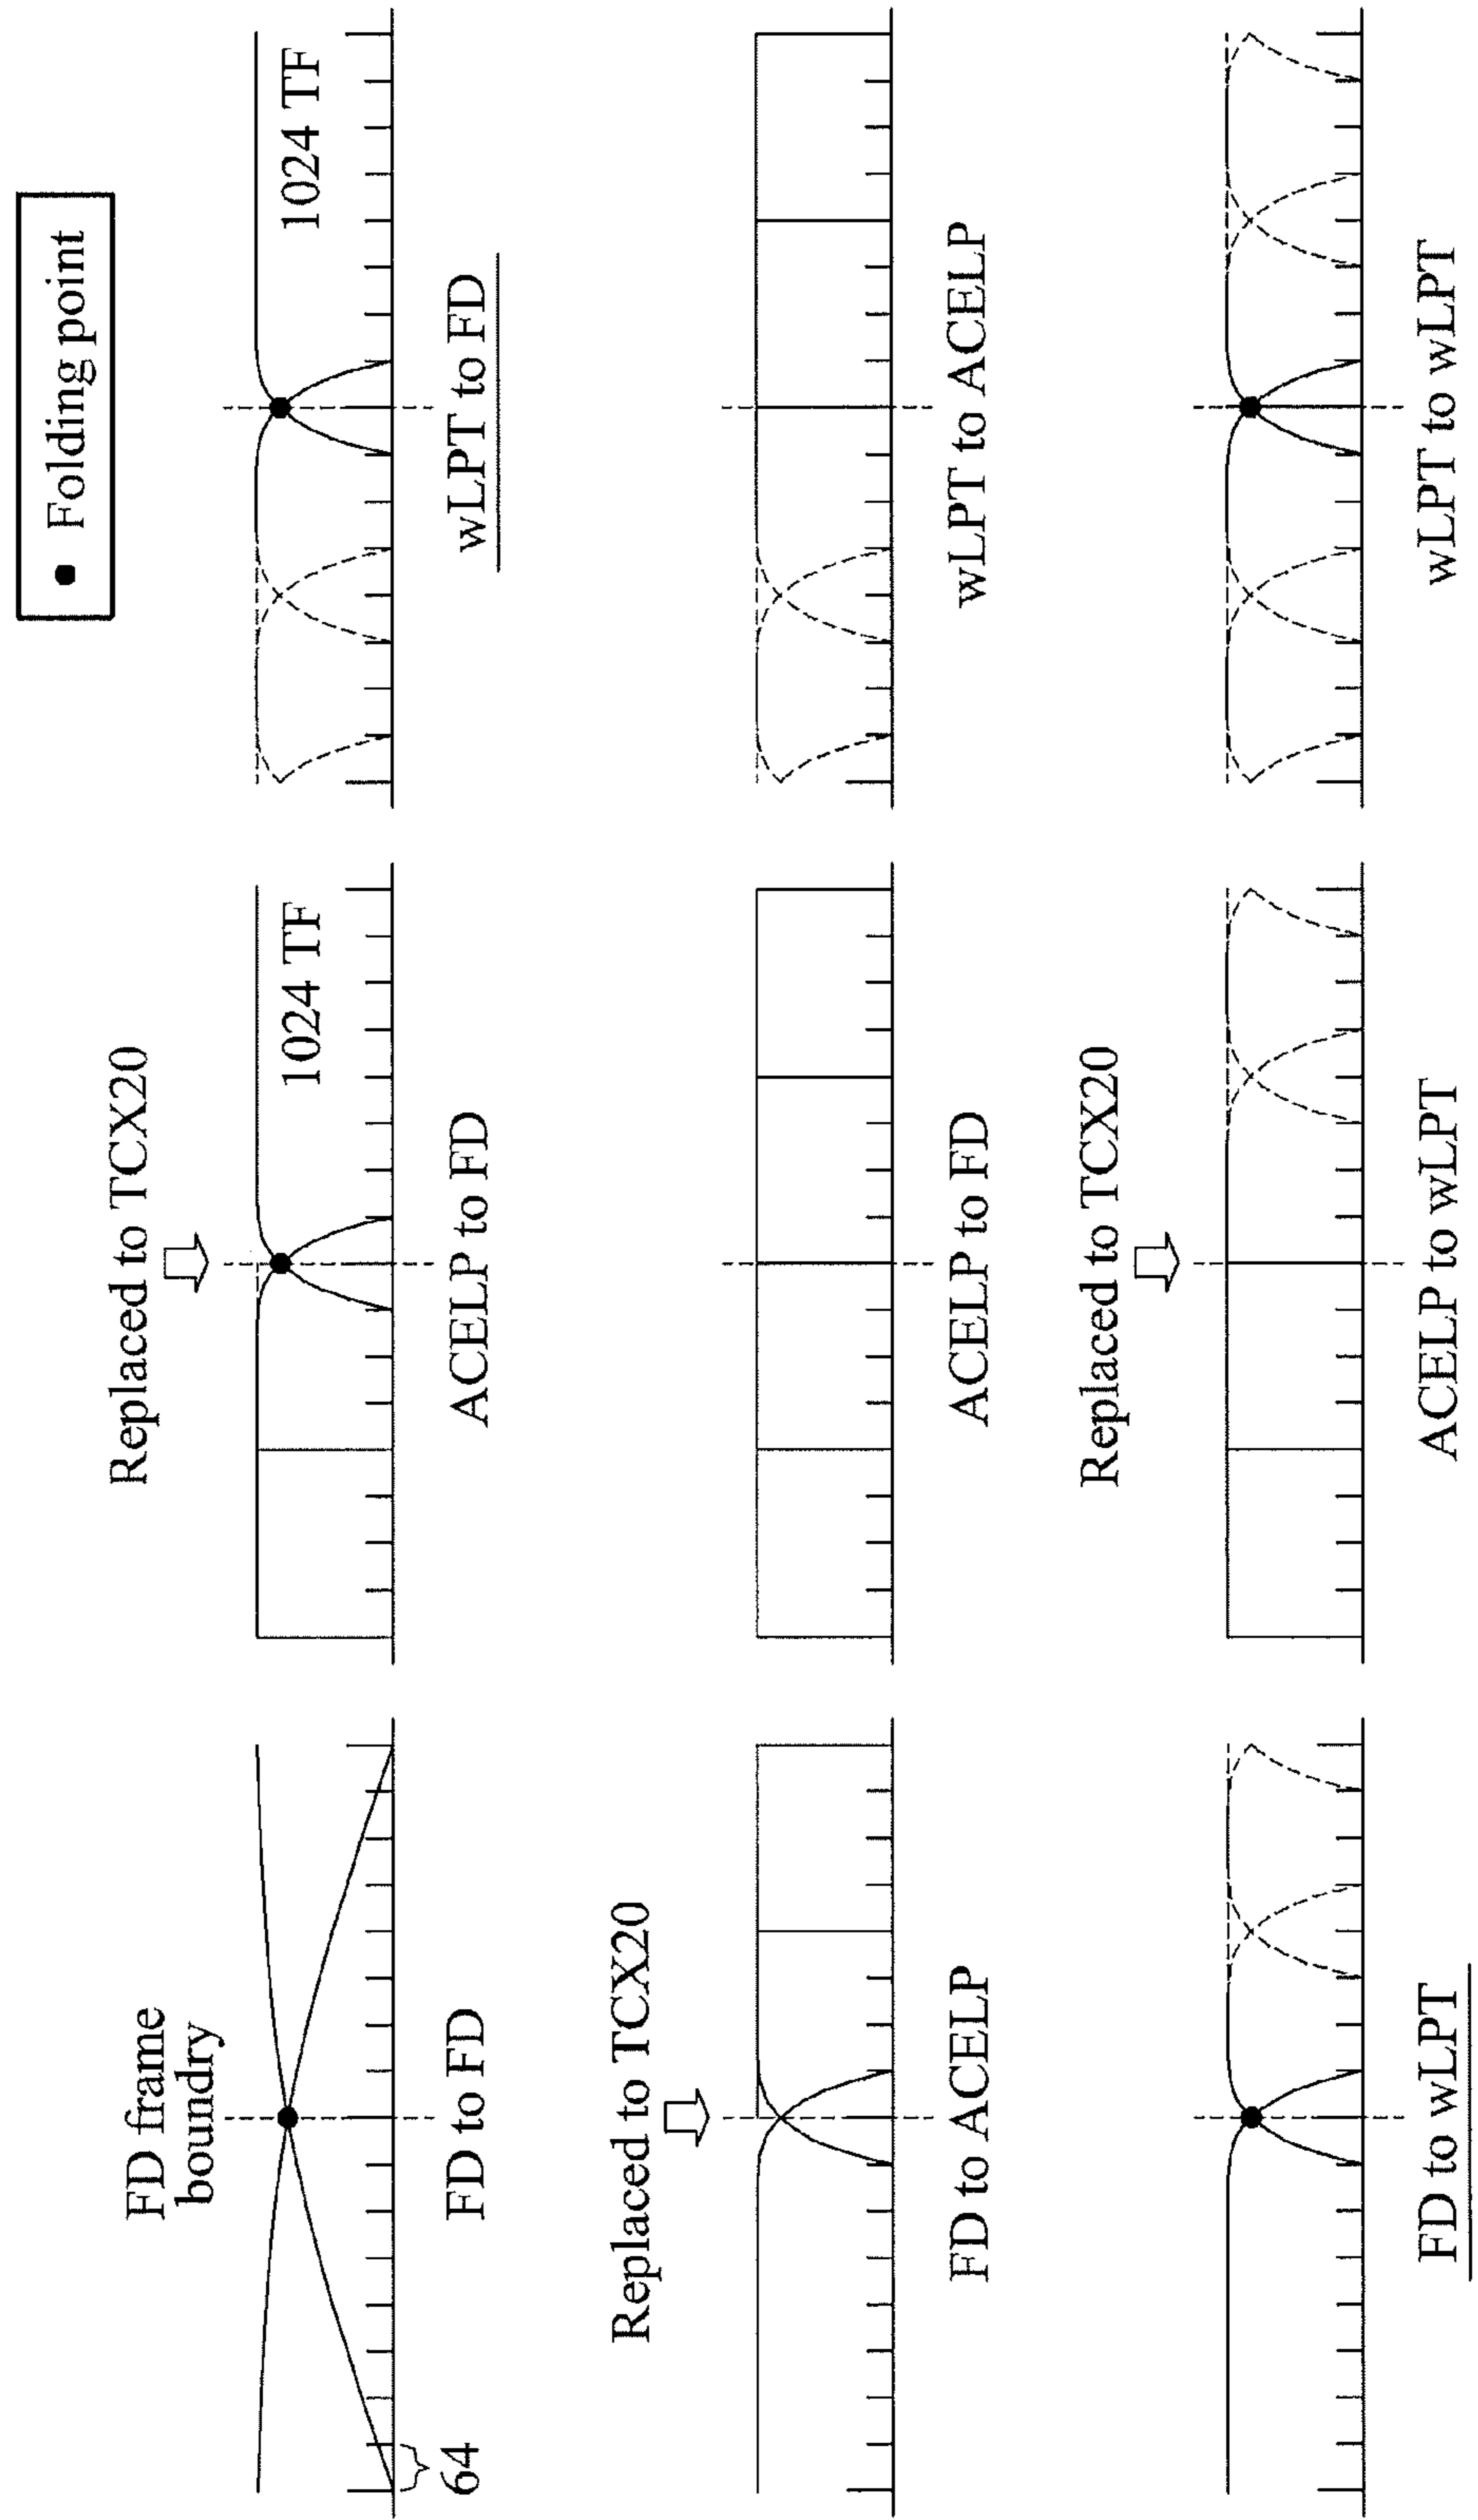 ● Folding point
FD frame
boundry
64
FD to FD
Replaced to TCX20
1024 TF
ACELP to FD
1024 TF
wLPT to FD
Replaced to TCX20
FD to ACELP
ACELP to FD
wLPT to ACELP
FD to wLPT
Replaced to TCX20
ACELP to wLPT
wLPT to wLPT